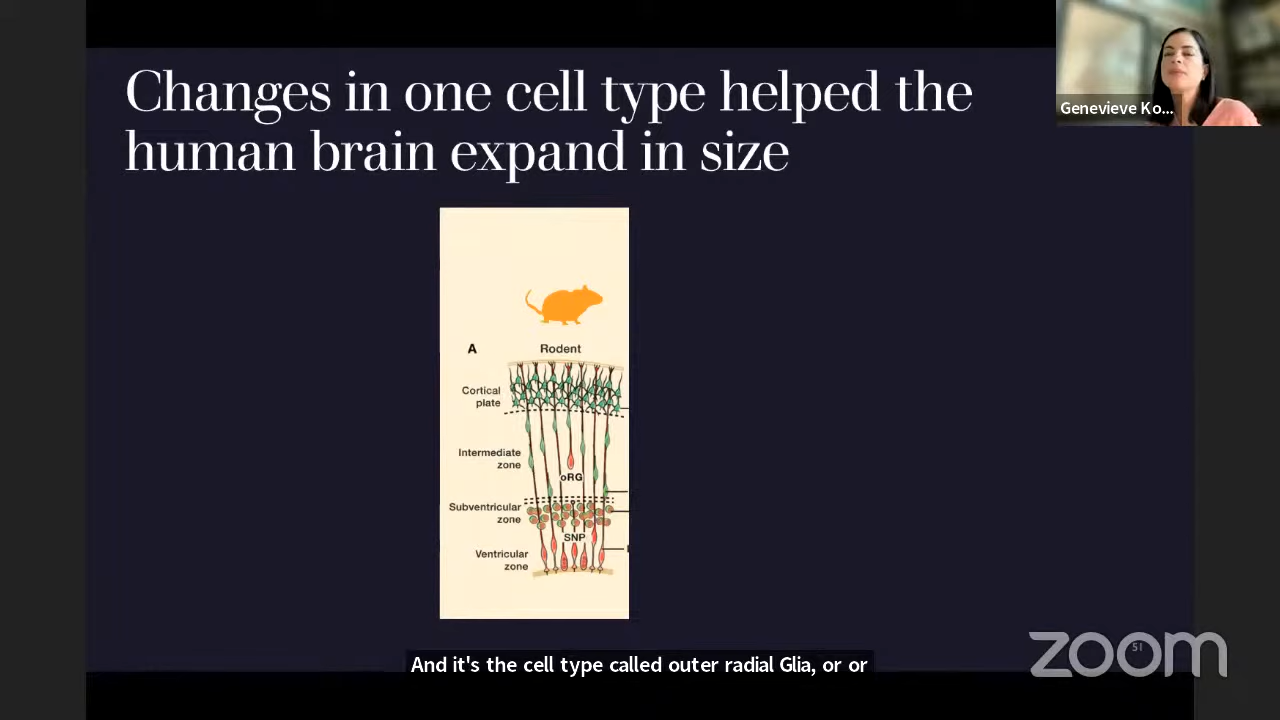 Changes in one cell type helped the
human brain expand in size
Genevieve Ko...
A
Rodent
Cortical
plate
Intermediate
zone
oRG
Subventricular
zone
SNP
Ventricular
zone
And it's the cell type called outer radial Glia, or or
zoom
51